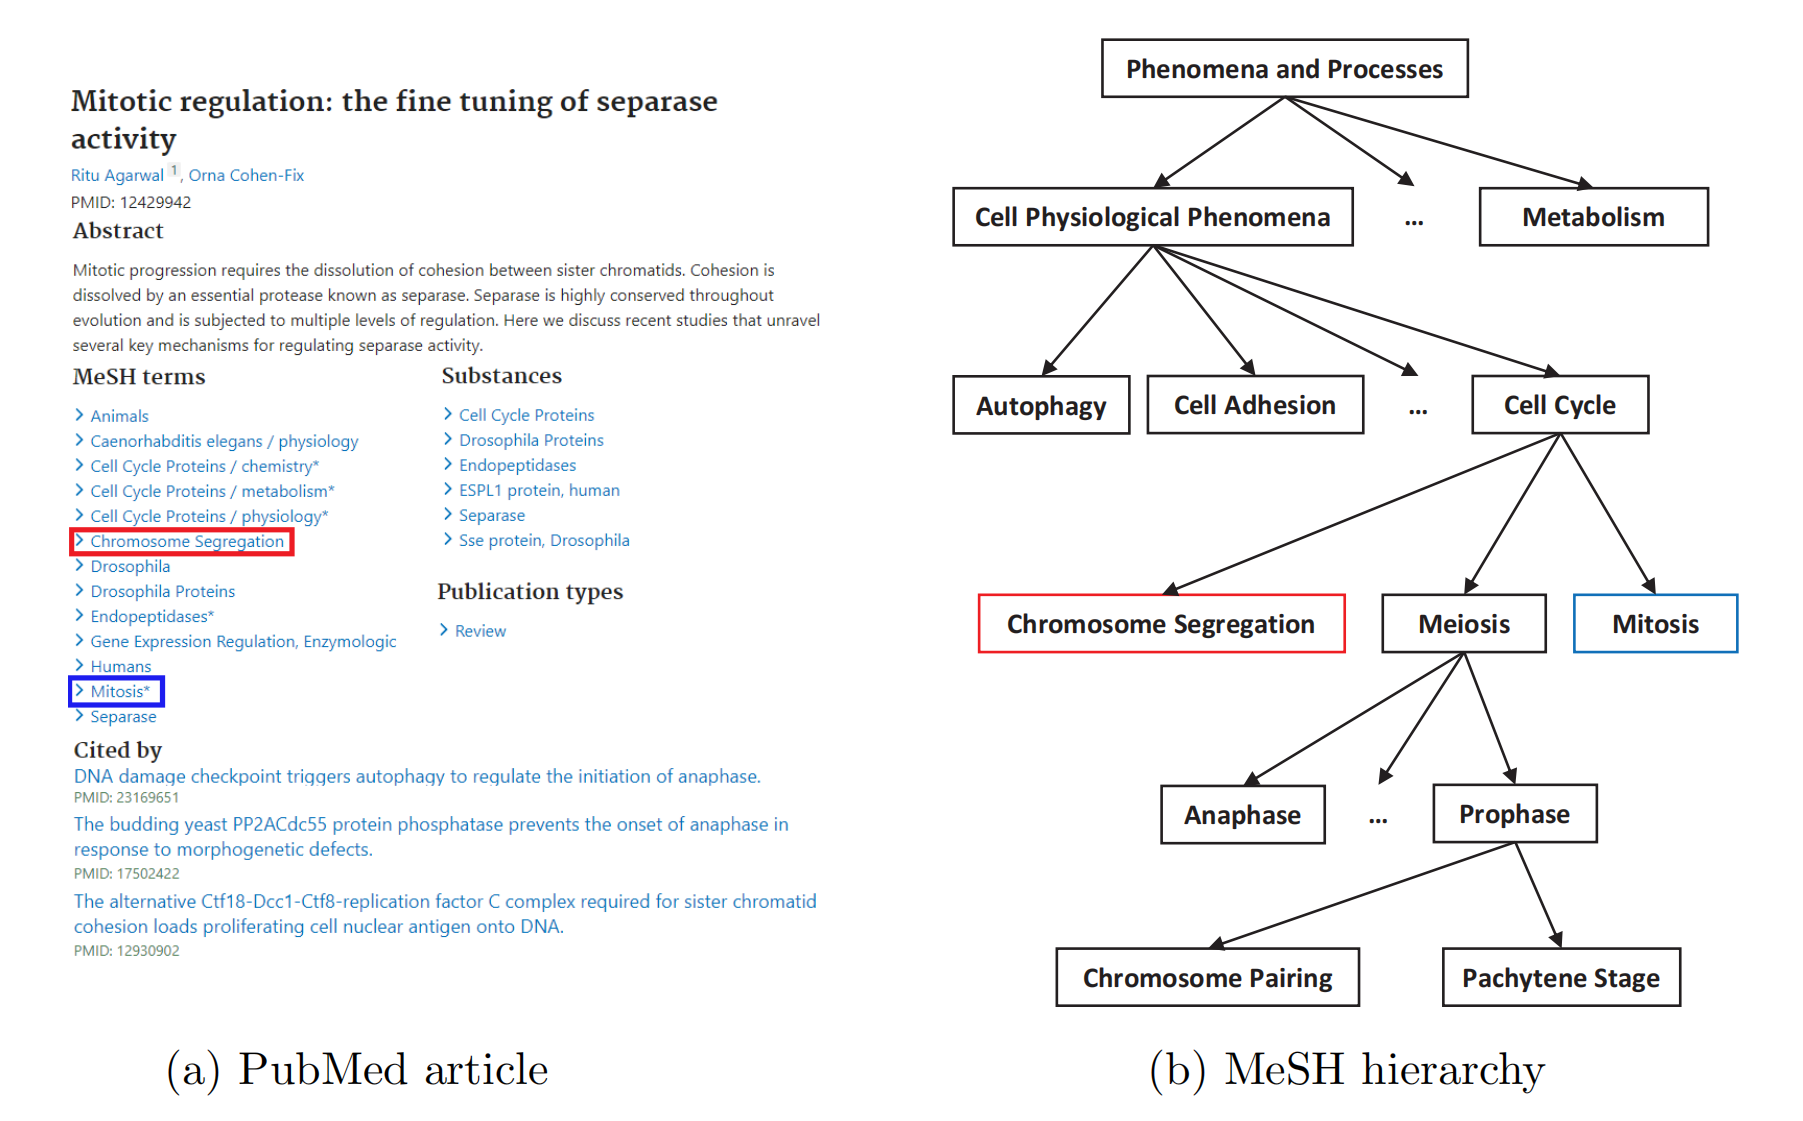 Mitotic regulation: the fine tuning of separase
activity
Ritu Agarwal 1, Orna Cohen-Fix
PMID: 12429942
Abstract
Mitotic progression requires the dissolution of cohesion between sister chromatids. Cohesion is
dissolved by an essential protease known as separase. Separase is highly conserved throughout
evolution and is subjected to multiple levels of regulation. Here we discuss recent studies that unravel
several key mechanisms for regulating separase activity.
MeSH terms
Animals
Caenorhabditis elegans / physiology
Cell Cycle Proteins / chemistry*
Cell Cycle Proteins / metabolism*
Cell Cycle Proteins / physiology*
Chromosome Segregation
Drosophila
Drosophila Proteins
Endopeptidases*
Gene Expression Regulation, Enzymologic
Humans
Mitosis*
Separase
Substances
Cell Cycle Proteins
Drosophila Proteins
Endopeptidases
ESPL1 protein, human
Separase
Sse protein, Drosophila
Publication types
Review
Cited by
DNA damage checkpoint triggers autophagy to regulate the initiation of anaphase.
PMID: 23169651
The budding yeast PP2ACdc55 protein phosphatase prevents the onset of anaphase in
response to morphogenetic defects.
PMID: 17502422
The alternative Ctf18-Dcc1-Ctf8-replication factor C complex required for sister chromatid
cohesion loads proliferating cell nuclear antigen onto DNA.
PMID: 12930902
(a) PubMed article
Phenomena and Processes
Cell Physiological Phenomena
...
Metabolism
Autophagy
Cell Adhesion
...
Cell Cycle
Chromosome Segregation
Meiosis
Mitosis
Anaphase
...
Prophase
Chromosome Pairing
Pachytene Stage
(b) MeSH hierarchy